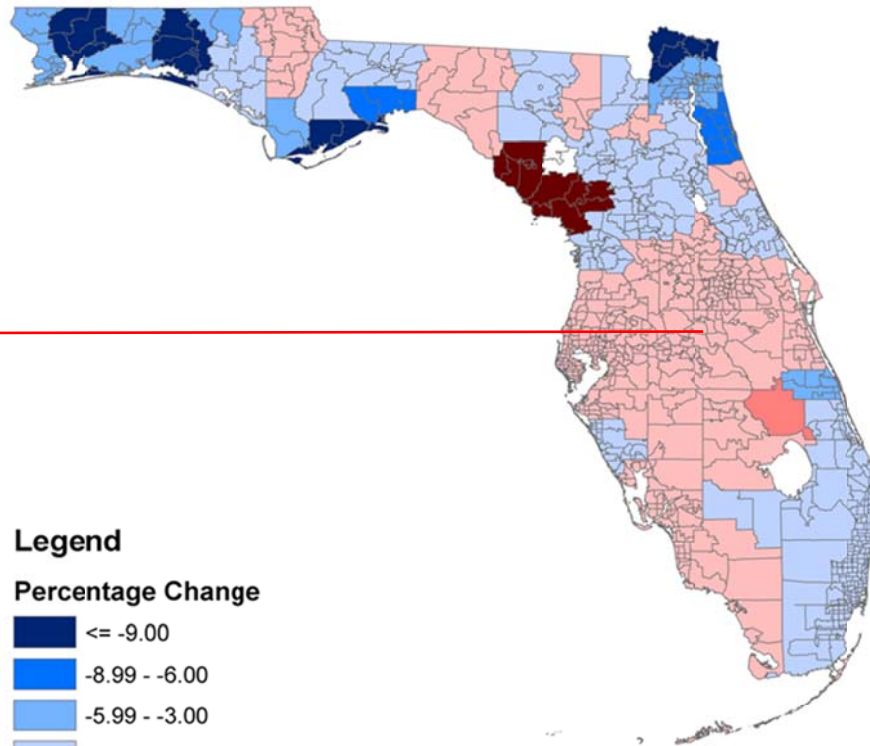 Legend
Percentage Change
<= -9.00
-8.99 - -6.00
-5.99 - -3.00